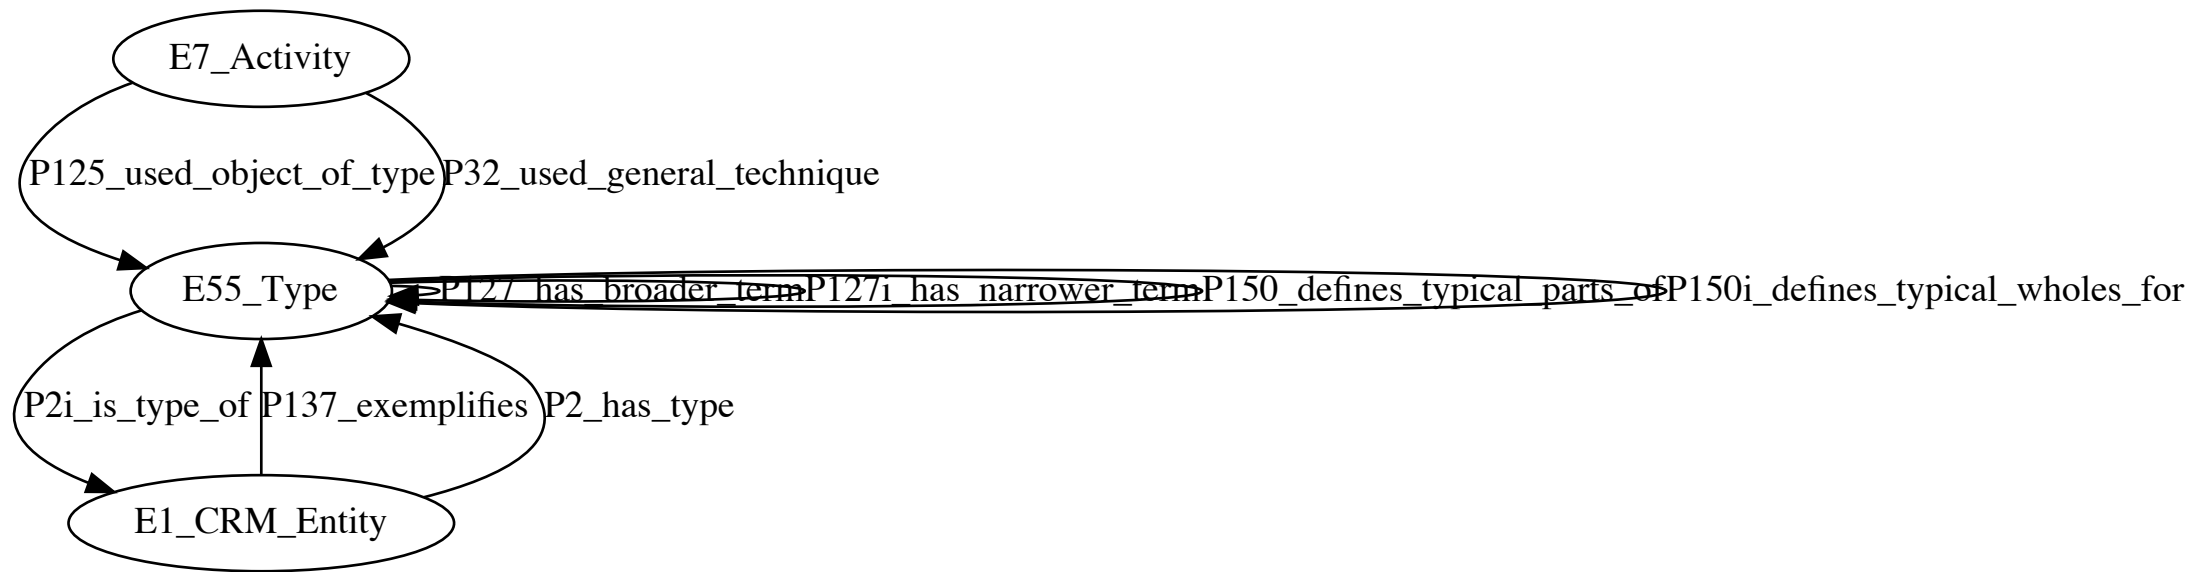 E7_Activity
P125_used_object_of_type P32_used_general_technique
E55_Type P127_has_broader_term P127i_has_narrower_term P150_defines_typical_parts_of P150i_defines_typical_wholes_for
P2i_is_type_of P137_exemplifies P2_has_type
E1_CRM_Entity